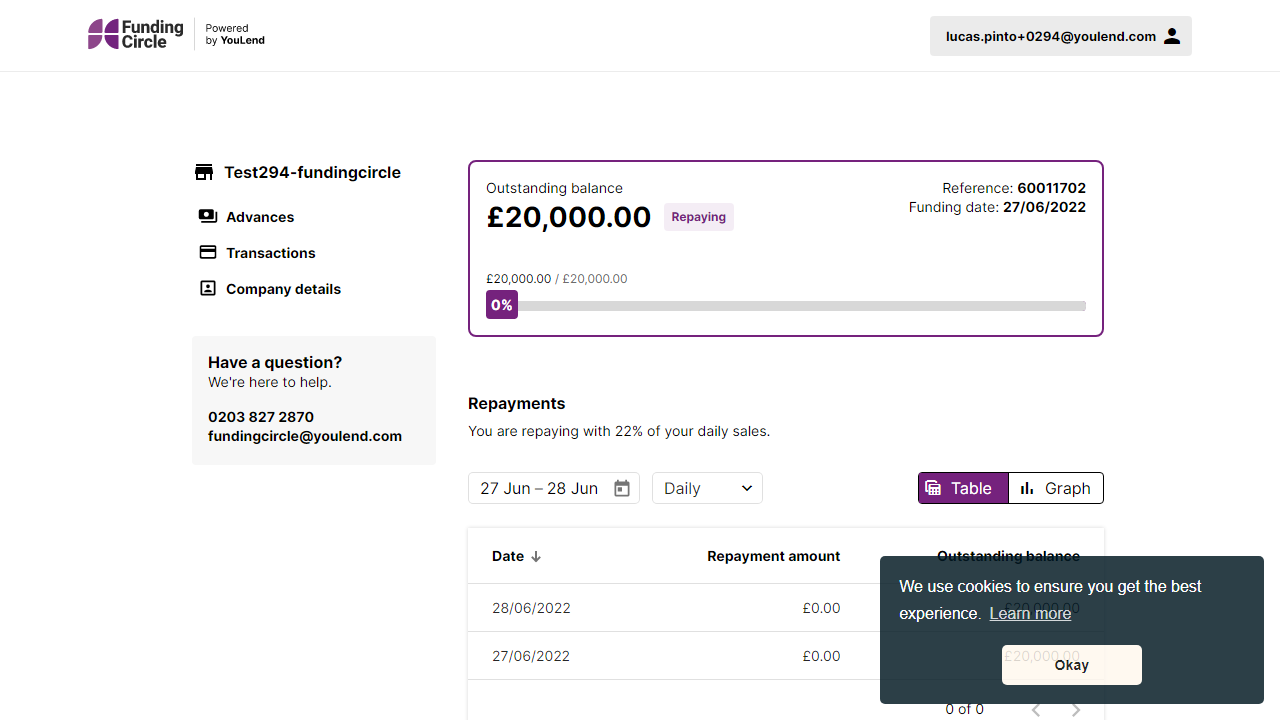 Funding Circle
Powered by YouLend
lucas.pinto+0294@youlend.com
Test294-fundingcircle
Advances
Transactions
Company details
Have a question?
We're here to help.
0203 827 2870
fundingcircle@youlend.com
Outstanding balance
£20,000.00 Repaying
Reference: 60011702
Funding date: 27/06/2022
£20,000.00 / £20,000.00
0%
Repayments
You are repaying with 22% of your daily sales.
27 Jun – 28 Jun Daily Table Graph
Date Repayment amount Outstanding balance
28/06/2022 £0.00 £20,000.00
27/06/2022 £0.00 £20,000.00
0 of 0
We use cookies to ensure you get the best
experience. Learn more
Okay